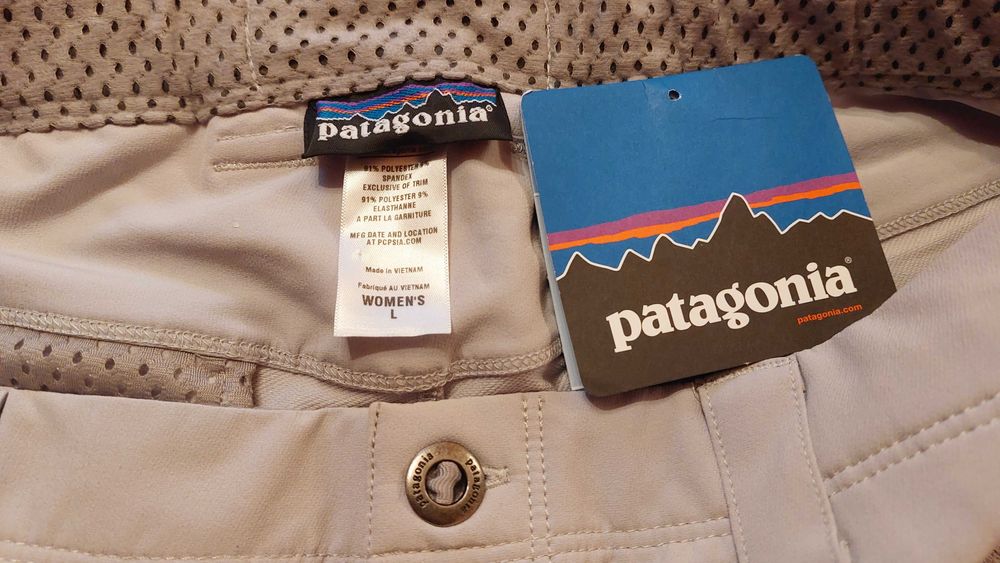 patagonia®
91% POLYESTER 9%
SPANDEX
EXCLUSIVE OF TRIM
91% POLYESTER 9%
ELASTHANNE
A PART LA GARNITURE
MFG DATE AND LOCATION
AT PCPSIA.COM
Made in VIETNAM
Fabriqué AU VIETNAM
WOMEN'S
L
patagonia®
patagonia.com
patagonia
patagonia